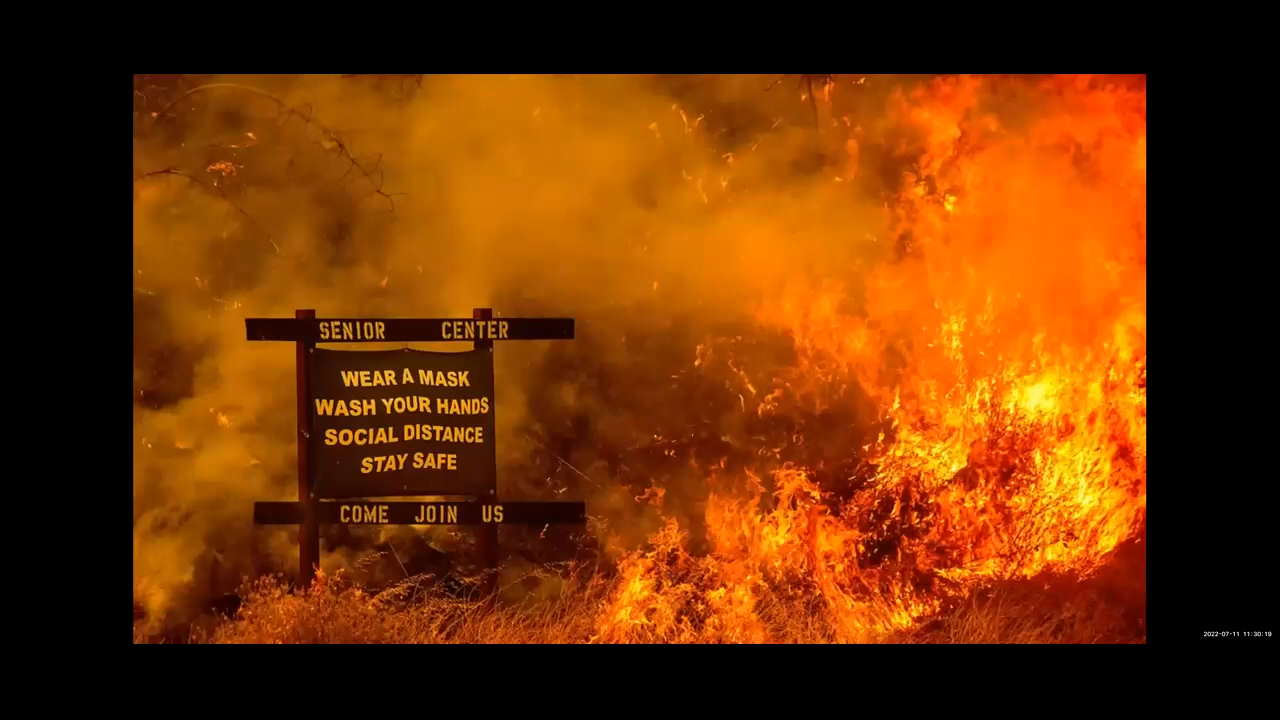 SENIOR CENTER
WEAR A MASK
WASH YOUR HANDS
SOCIAL DISTANCE
STAY SAFE
COME JOIN US
2022-07-11 11:30:19